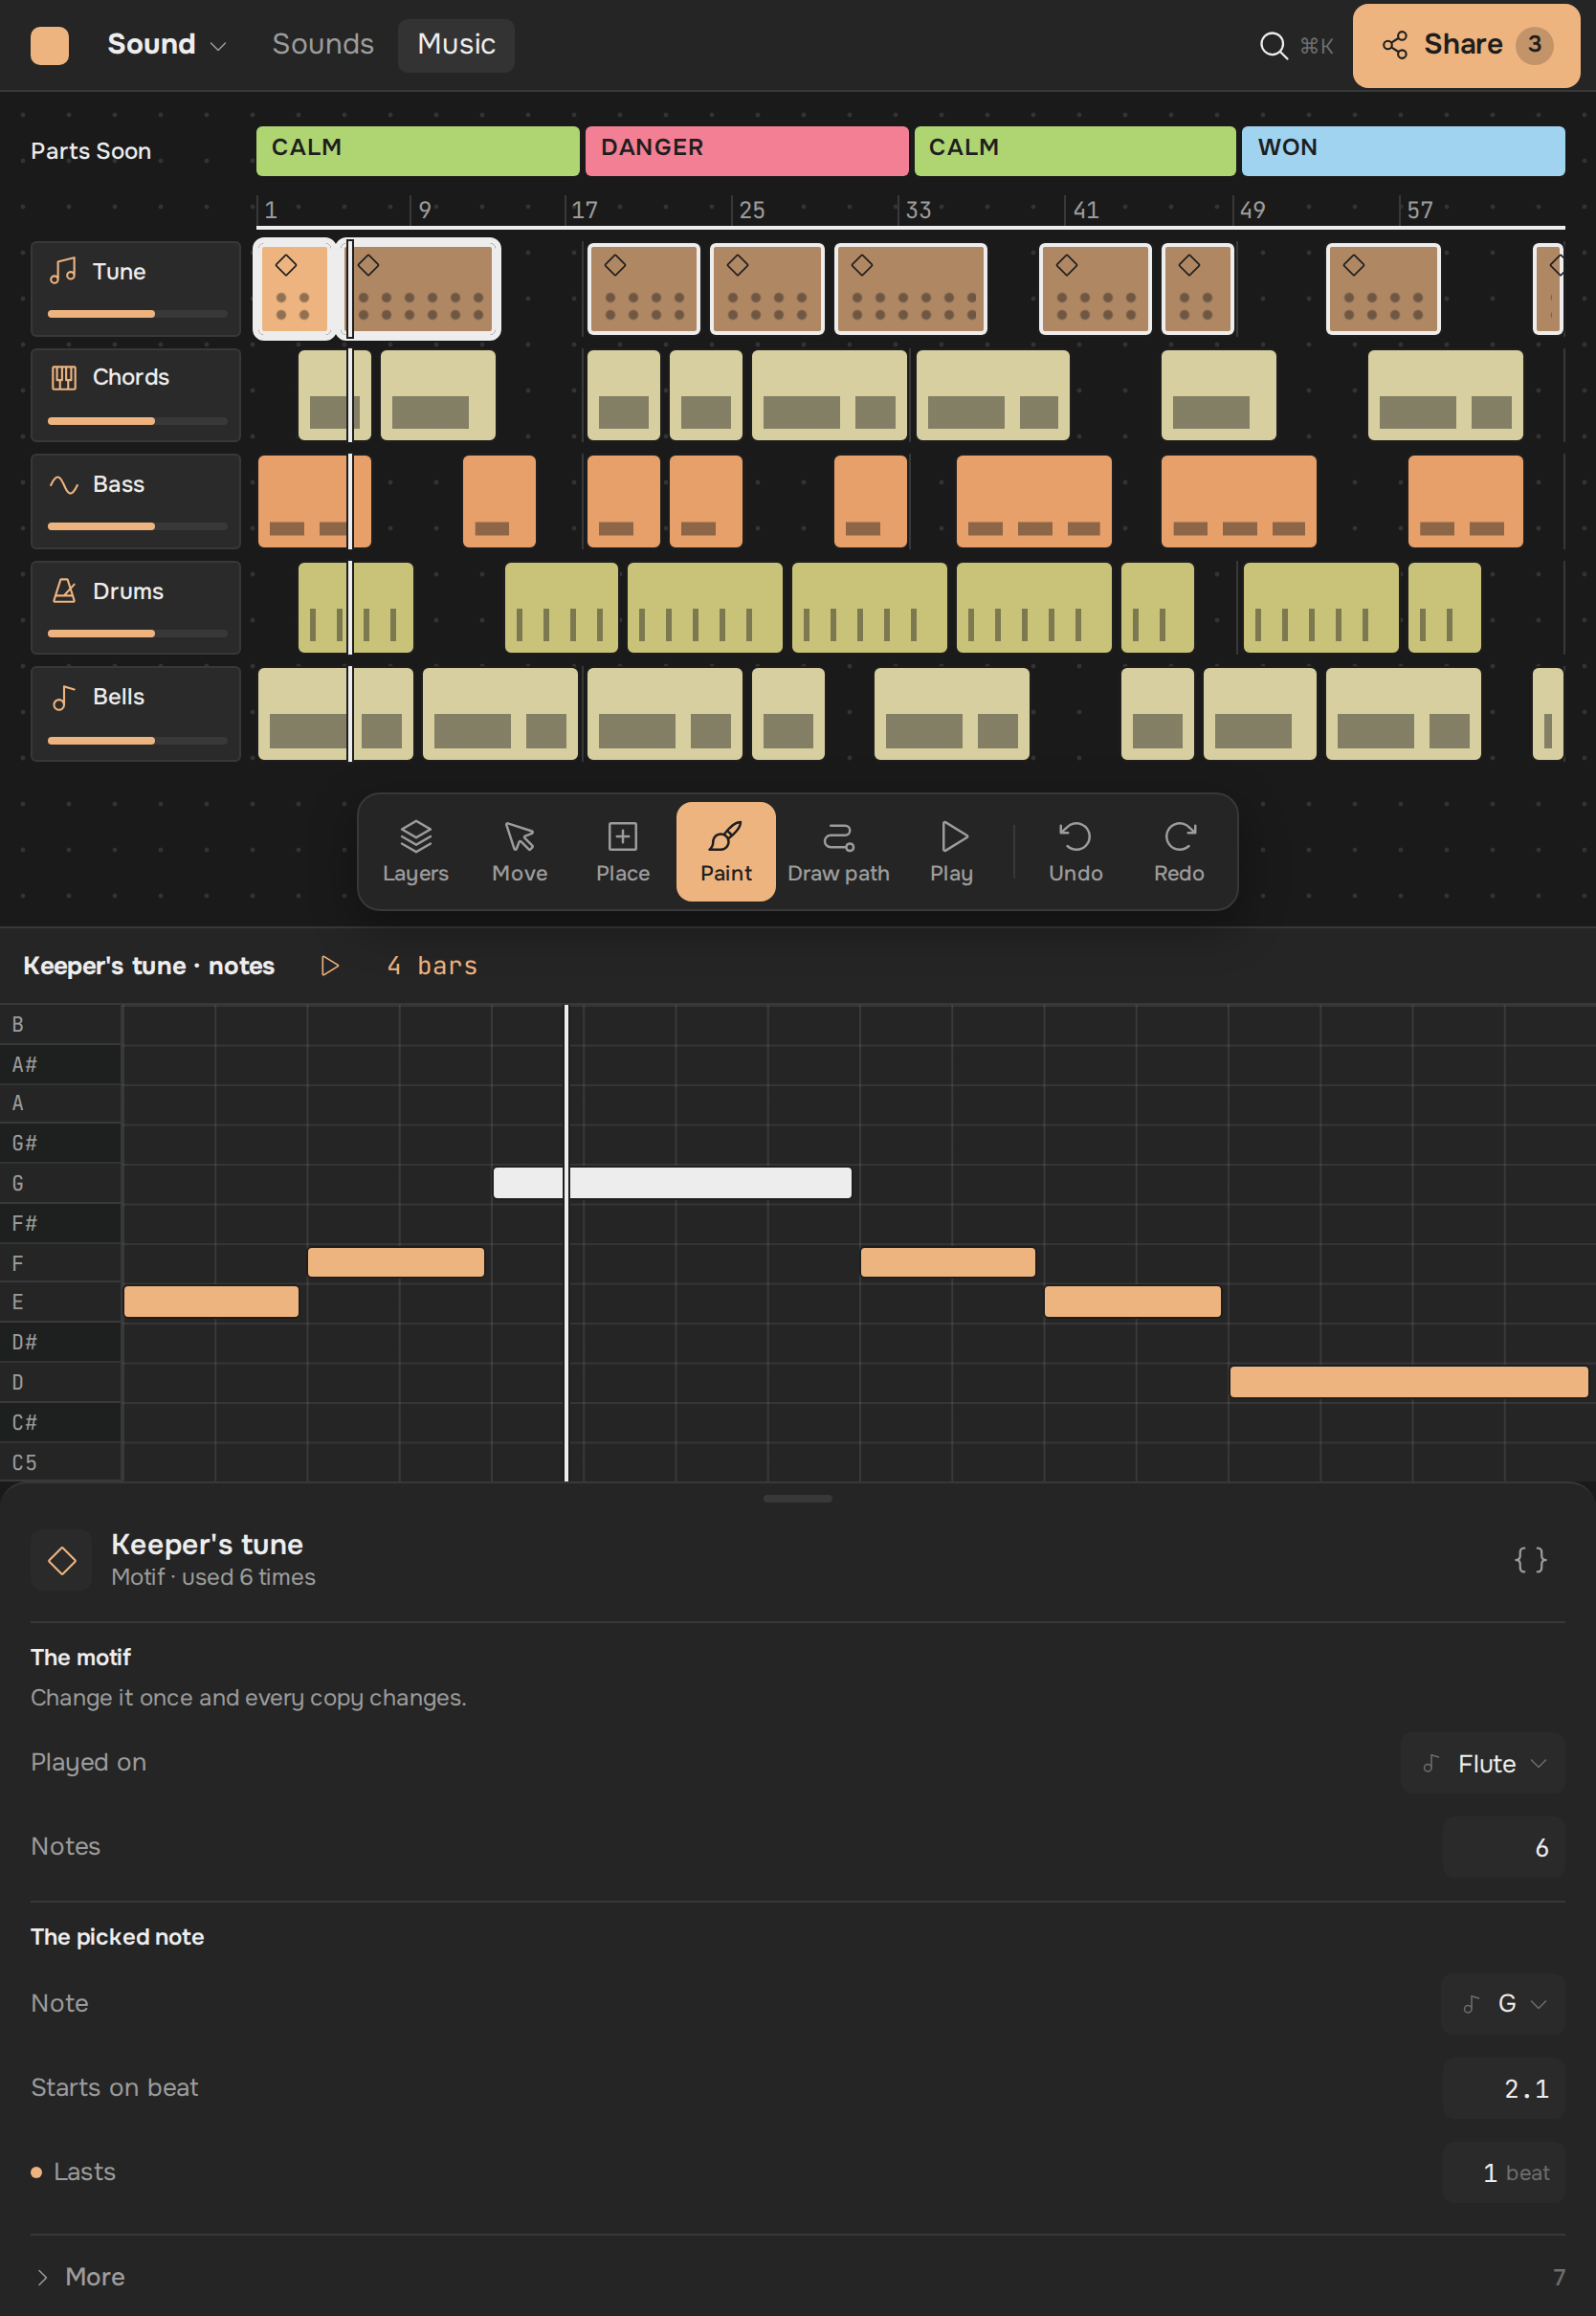 Sound Sounds Music ⌘K Share 3
Parts Soon CALM DANGER CALM WON
1 9 17 25 33 41 49 57
Tune
Chords
Bass
Drums
Bells
Layers Move Place Paint Draw path Play Undo Redo
Keeper's tune · notes 4 bars
B
A#
A
G#
G
F#
F
E
D#
D
C#
C5
Keeper's tune
Motif · used 6 times
{ }
The motif
Change it once and every copy changes.
Played on Flute
Notes 6
The picked note
Note G
Starts on beat 2.1
Lasts 1 beat
More 7